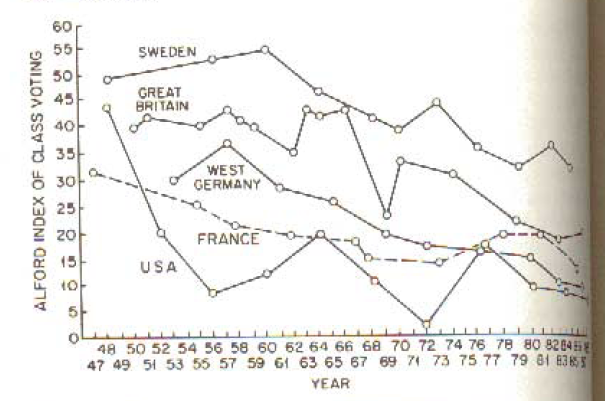 ALFORD INDEX OF CLASS VOTING
60
55
50
45
40
35
30
25
20
15
10
5
0
SWEDEN
GREAT
BRITAIN
WEST
GERMANY
FRANCE
USA
48 50 52 54 56 58 60 62 64 66 68 70 72 74 76 78 80 82 84
47 49 51 53 55 57 59 61 63 65 67 69 71 73 75 77 79 81 83 85
YEAR